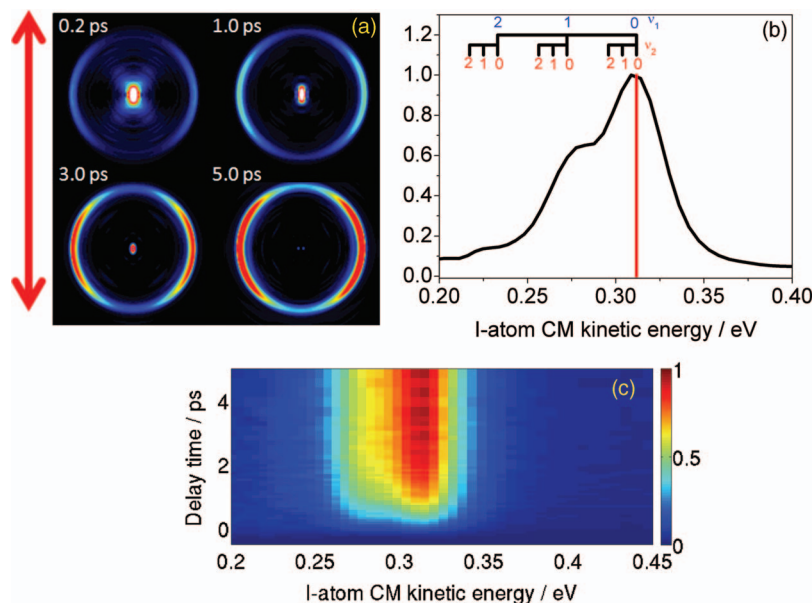 0.2 ps
1.0 ps
(a)
3.0 ps
5.0 ps
(b)
2 1 0 ν1
ν2
2 1 0 2 1 0 2 1 0
1.2
1.0
0.8
0.6
0.4
0.2
0.0
0.20 0.25 0.30 0.35 0.40
I-atom CM kinetic energy / eV
(c)
Delay time / ps
4
2
0
1
0.5
0
0.2 0.25 0.3 0.35 0.4 0.45
I-atom CM kinetic energy / eV